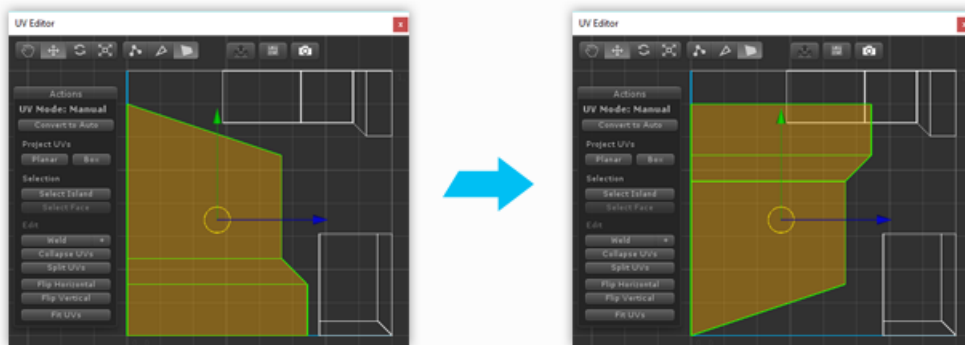 UV Editor
x
Actions
UV Mode: Manual
Convert to Auto
Project UVs
Planar Box
Selection
Select Island
Select Face
Edit
Weld +
Collapse UVs
Split UVs
Flip Horizontal
Flip Vertical
Fit UVs
UV Editor
x
Actions
UV Mode: Manual
Convert to Auto
Project UVs
Planar Box
Selection
Select Island
Select Face
Edit
Weld +
Collapse UVs
Split UVs
Flip Horizontal
Flip Vertical
Fit UVs